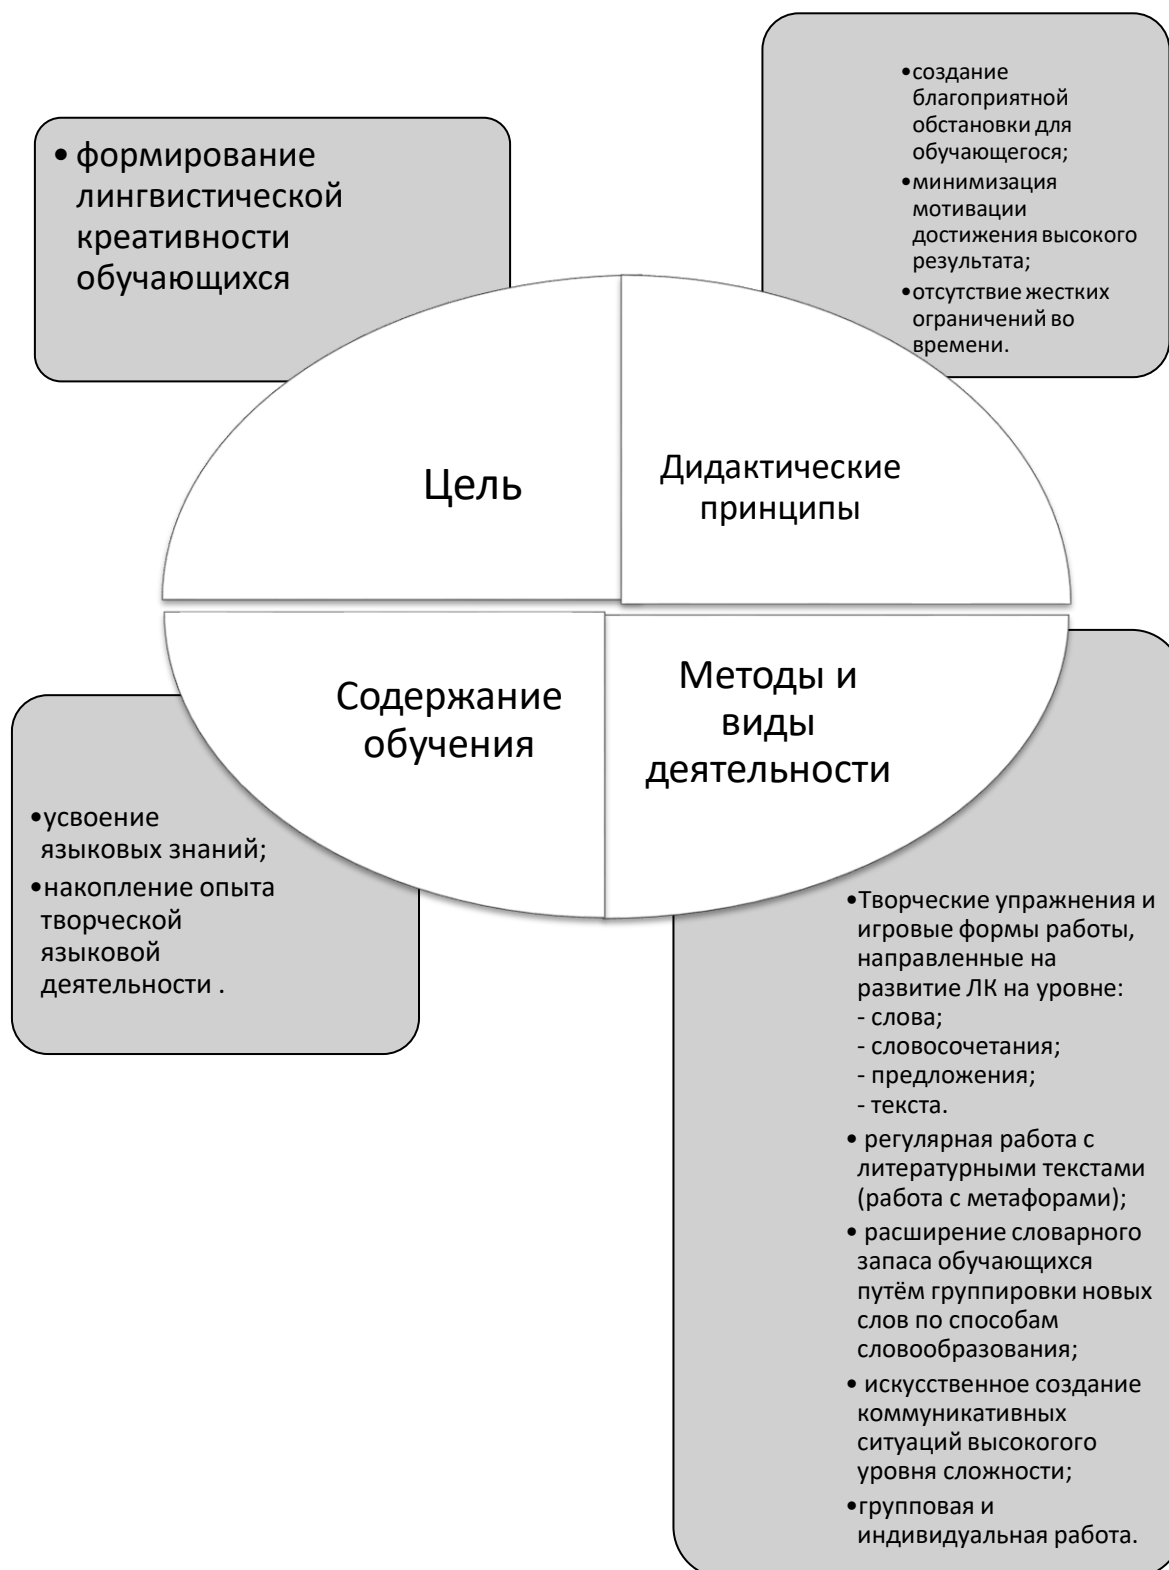 • формирование
лингвистической
креативности
обучающихся
•создание
благоприятной
обстановки для
обучающегося;
•минимизация
мотивации
достижения высокого
результата;
•отсутствие жестких
ограничений во
времени.
Цель
Дидактические
принципы
Содержание
обучения
Методы и
виды
деятельности
•усвоение
языковых знаний;
•накопление опыта
творческой
языковой
деятельности .
•Творческие упражнения и
игровые формы работы,
направленные на
развитие ЛК на уровне:
- слова;
- словосочетания;
- предложения;
- текста.
• регулярная работа с
литературными текстами
(работа с метафорами);
• расширение словарного
запаса обучающихся
путём группировки новых
слов по способам
словообразования;
• искусственное создание
коммуникативных
ситуаций высокого
уровня сложности;
•групповая и
индивидуальная работа.